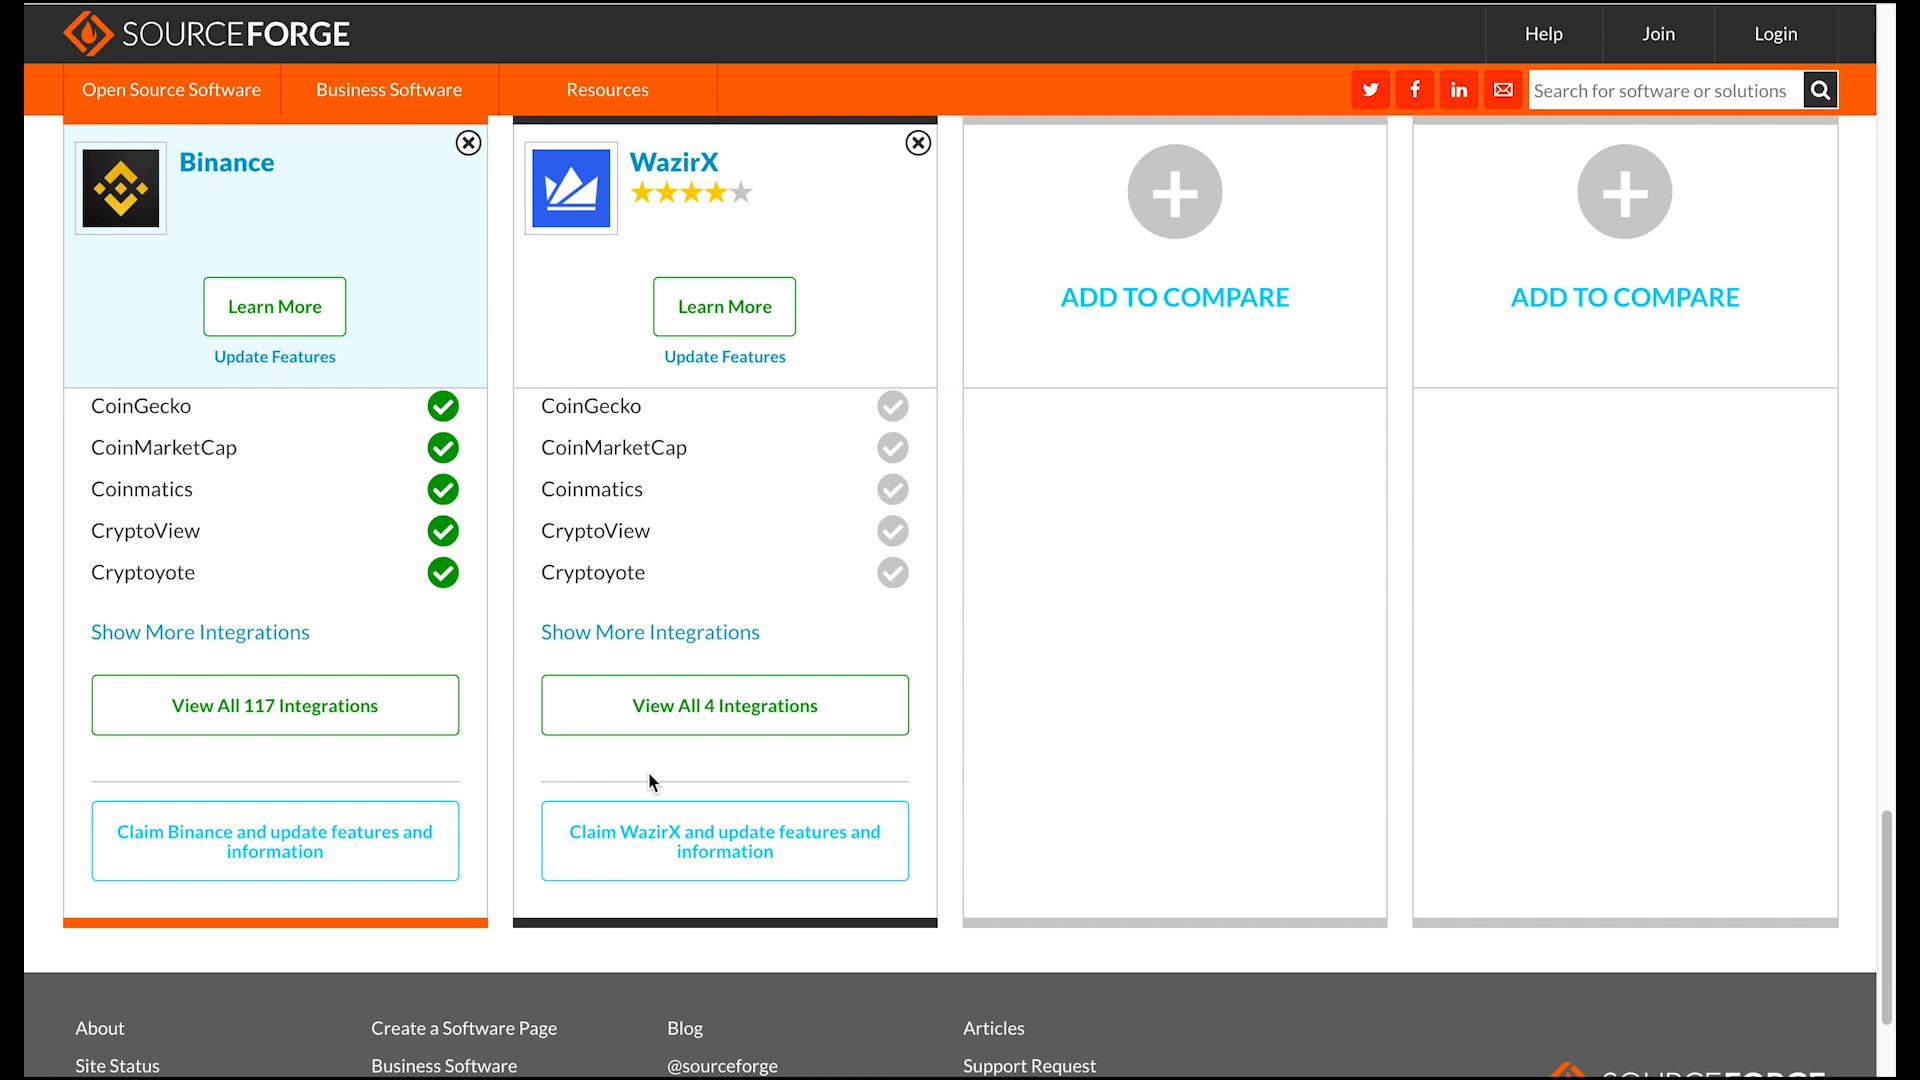 SOURCEFORGE
Help
Join
Login
Open Source Software
Business Software
Resources
Search for software or solutions
Binance
WazirX
Learn More
Learn More
ADD TO COMPARE
ADD TO COMPARE
Update Features
Update Features
CoinGecko
CoinMarketCap
Coinmatics
CryptoView
Cryptoyote
Show More Integrations
View All 117 Integrations
Claim Binance and update features and
information
CoinGecko
CoinMarketCap
Coinmatics
CryptoView
Cryptoyote
Show More Integrations
View All 4 Integrations
Claim WazirX and update features and
information
About
Create a Software Page
Blog
Articles
Site Status
Business Software
@sourceforge
Support Request
SOURCEFORGE